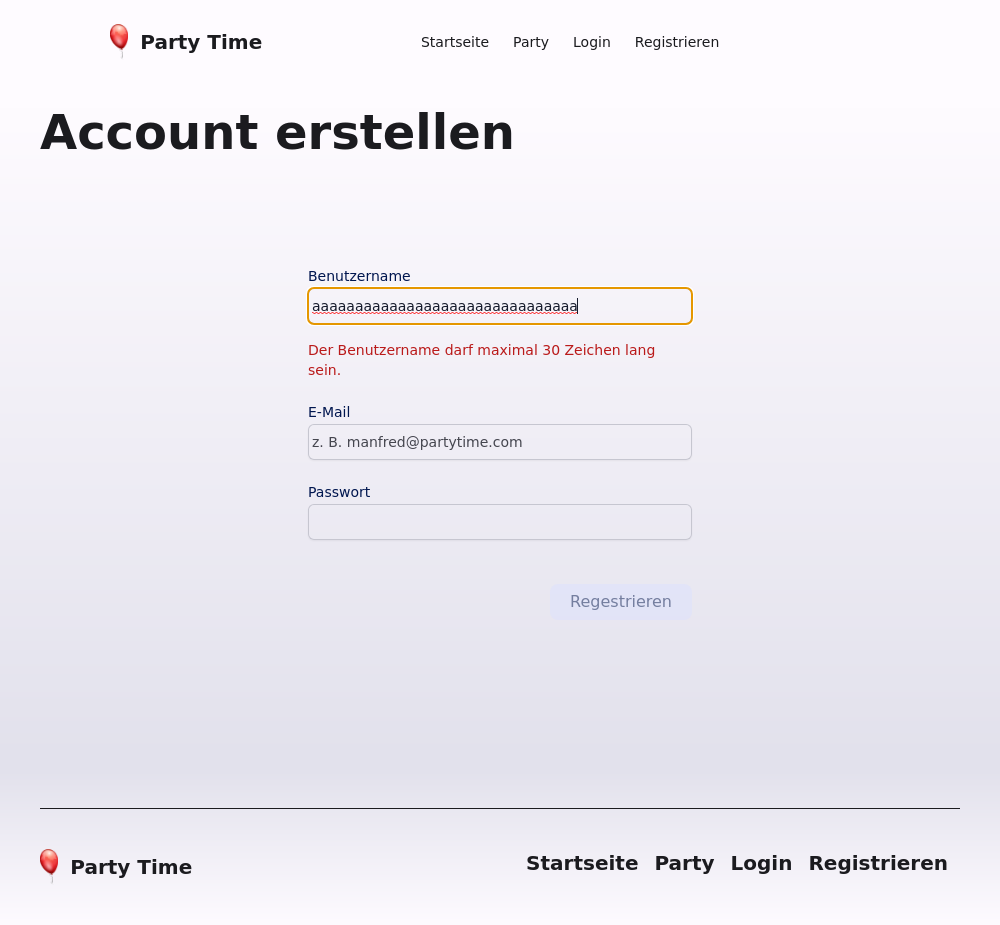 Party Time
Startseite Party Login Registrieren
Account erstellen
Benutzername
aaaaaaaaaaaaaaaaaaaaaaaaaaaaaaa
Der Benutzername darf maximal 30 Zeichen lang
sein.
E-Mail
z. B. manfred@partytime.com
Passwort
Regestrieren
Party Time
Startseite Party Login Registrieren